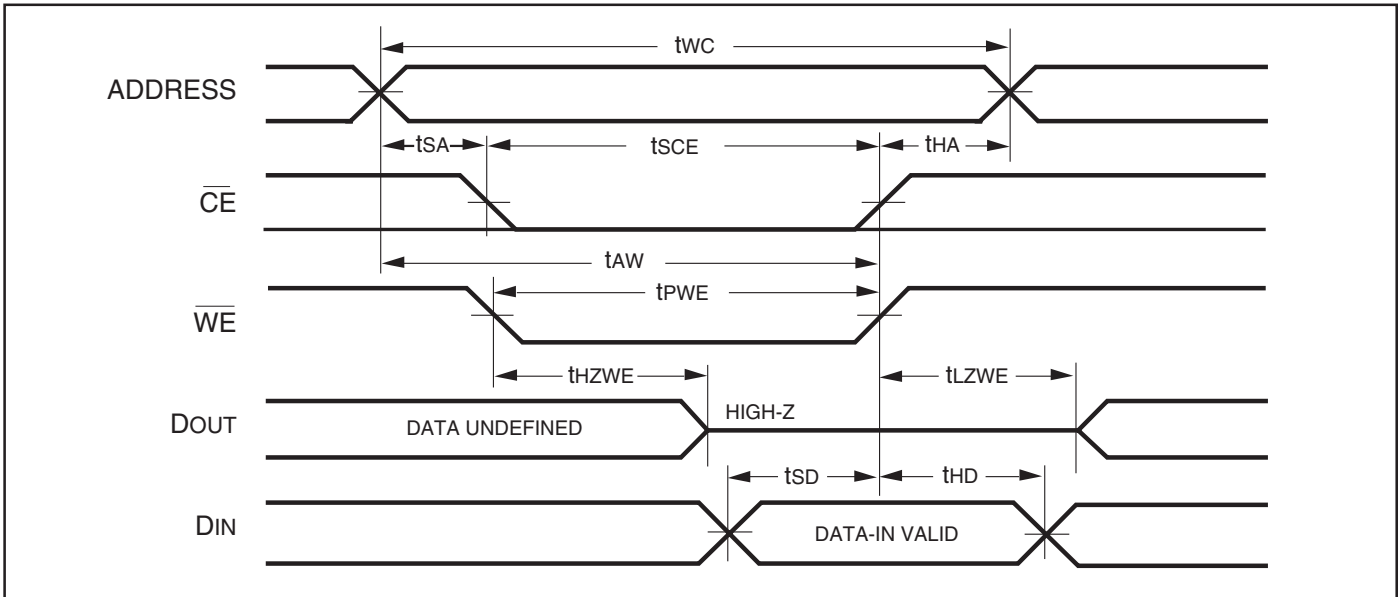 tWC
ADDRESS
tSA
tSCE
tHA
CE
tAW
tPWE
WE
tHZWE
tLZWE
DOUT
DATA UNDEFINED
HIGH-Z
tSD
tHD
DIN
DATA-IN VALID